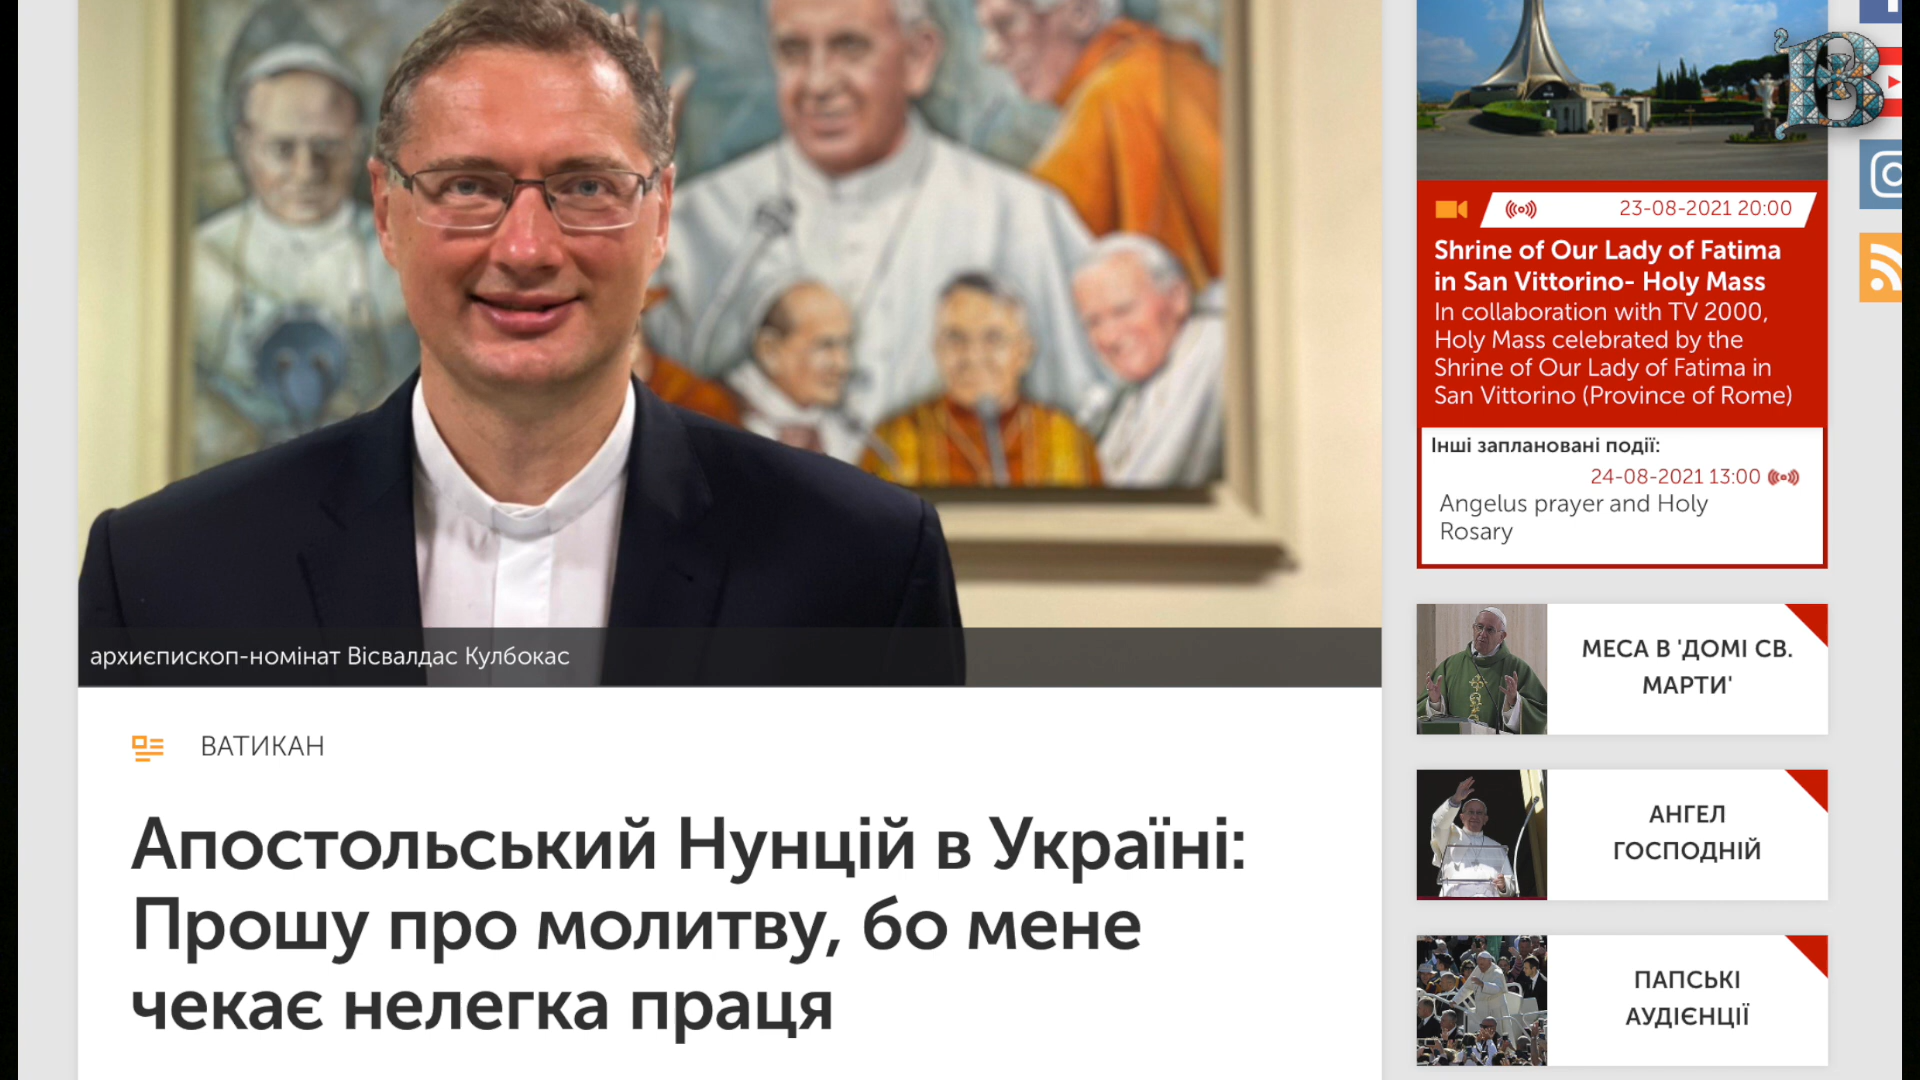 архиєпископ-номінат Вісвалдас Кулбокас
ВАТИКАН
Апостольський Нунцій в Україні:
Прошу про молитву, бо мене
чекає нелегка праця
23-08-2021 20:00
Shrine of Our Lady of Fatima
in San Vittorino- Holy Mass
In collaboration with TV 2000,
Holy Mass celebrated by the
Shrine of Our Lady of Fatima in
San Vittorino (Province of Rome)
Інші заплановані події:
24-08-2021 13:00
Angelus prayer and Holy
Rosary
МЕСА В 'ДОМІ СВ.
МАРТИ'
АНГЕЛ
ГОСПОДНІЙ
ПАПСЬКІ
АУДІЄНЦІЇ